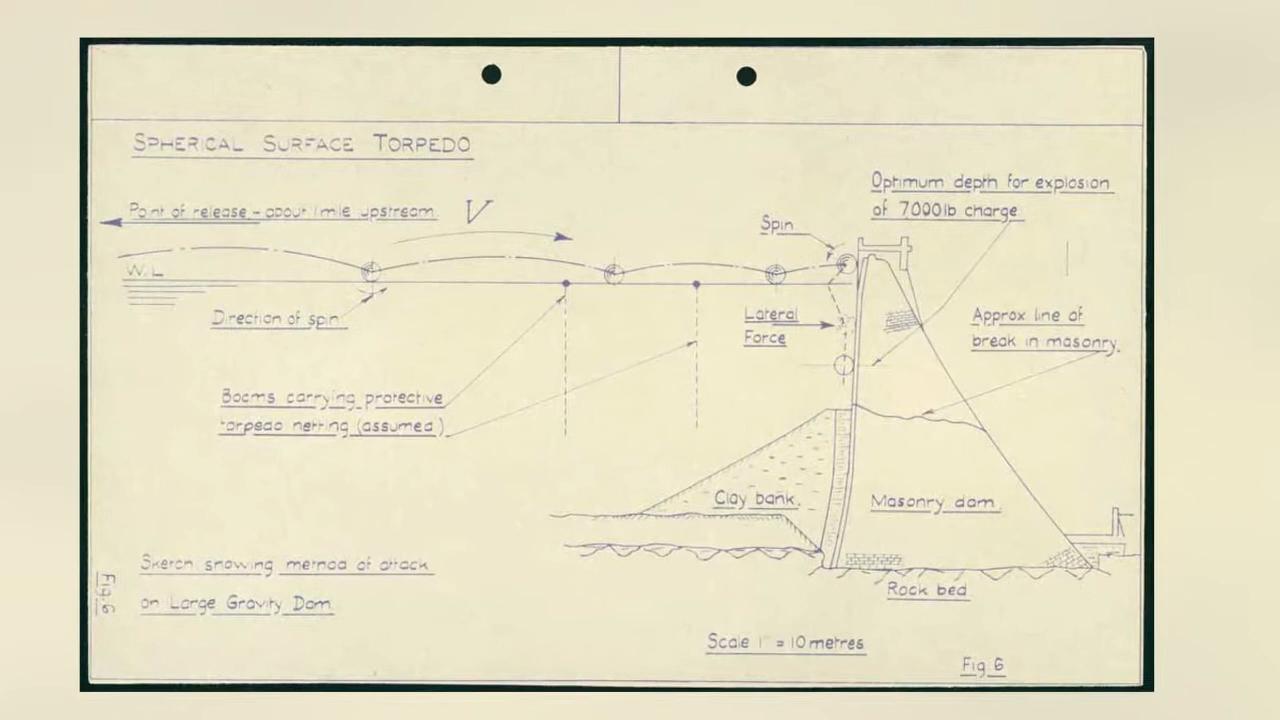 SPHERICAL SURFACE TORPEDO
Point of release - about 1 mile upstream.
V
W.L
Direction of spin.
Spin
Optimum depth for explosion
of 7000 lb charge.
Lateral
Force
Approx line of
break in masonry.
Booms carrying protective
torpedo netting (assumed)
Clay bank.
Masonry dam.
Rock bed.
Sketch showing method of attack
on Large Gravity Dam.
Fig. 6
Scale 1" = 10 metres
Fig. 6